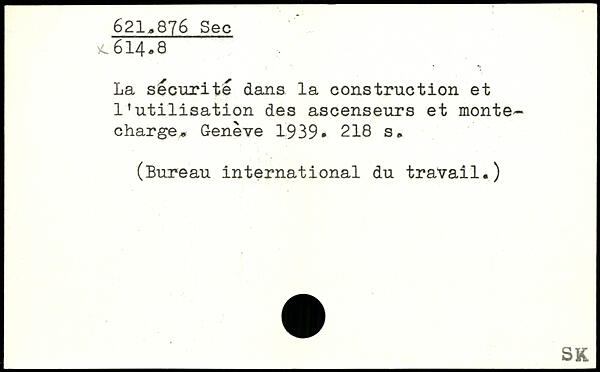 621.876 Sec
x 614.8
La sécurité dans la construction et
l'utilisation des ascenseurs et monte-
charge. Genève 1939. 218 s.
(Bureau international du travail.)
SK